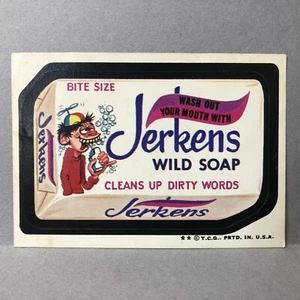 BITE SIZE
WASH OUT
YOUR MOUTH WITH
Jerkens
WILD SOAP
CLEANS UP DIRTY WORDS
Jerkens
Jerkens
★★ © T.C.G. PRTD. IN. U.S.A.